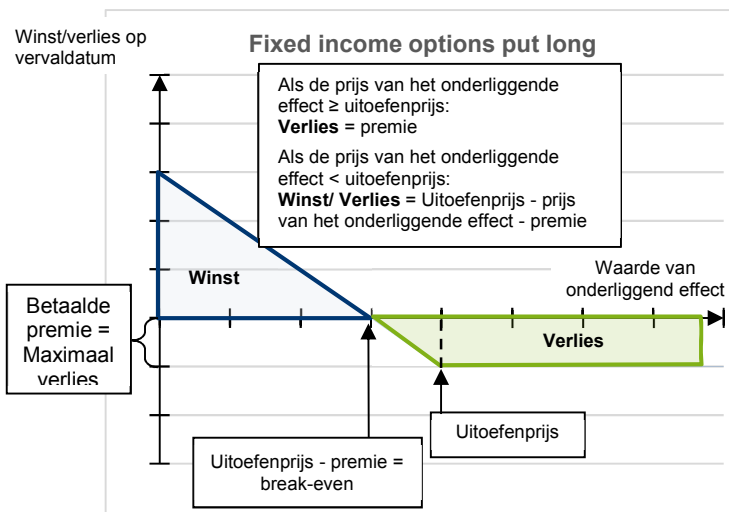 Winst/verlies op
vervaldatum
Fixed income options put long
Als de prijs van het onderliggende
effect ≥ uitoefenprijs:
Verlies = premie
Als de prijs van het onderliggende
effect < uitoefenprijs:
Winst/ Verlies = Uitoefenprijs - prijs
van het onderliggende effect - premie
Winst
Waarde van
onderliggend effect
Betaalde
premie =
Maximaal
verlies
Verlies
Uitoefenprijs
Uitoefenprijs - premie =
break-even